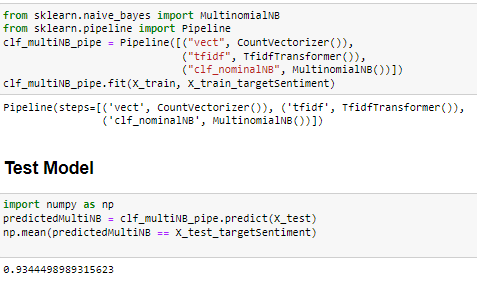 from sklearn.naive_bayes import MultinomialNB
from sklearn.pipeline import Pipeline
clf_multiNB_pipe = Pipeline([("vect", CountVectorizer()),
("tfidf", TfidfTransformer()),
("clf_nominalNB", MultinomialNB())])
clf_multiNB_pipe.fit(X_train, X_train_targetSentiment)
Pipeline(steps=[('vect', CountVectorizer()), ('tfidf', TfidfTransformer()),
('clf_nominalNB', MultinomialNB())])
Test Model
import numpy as np
predictedMultiNB = clf_multiNB_pipe.predict(X_test)
np.mean(predictedMultiNB == X_test_targetSentiment)
0.9344498989315623